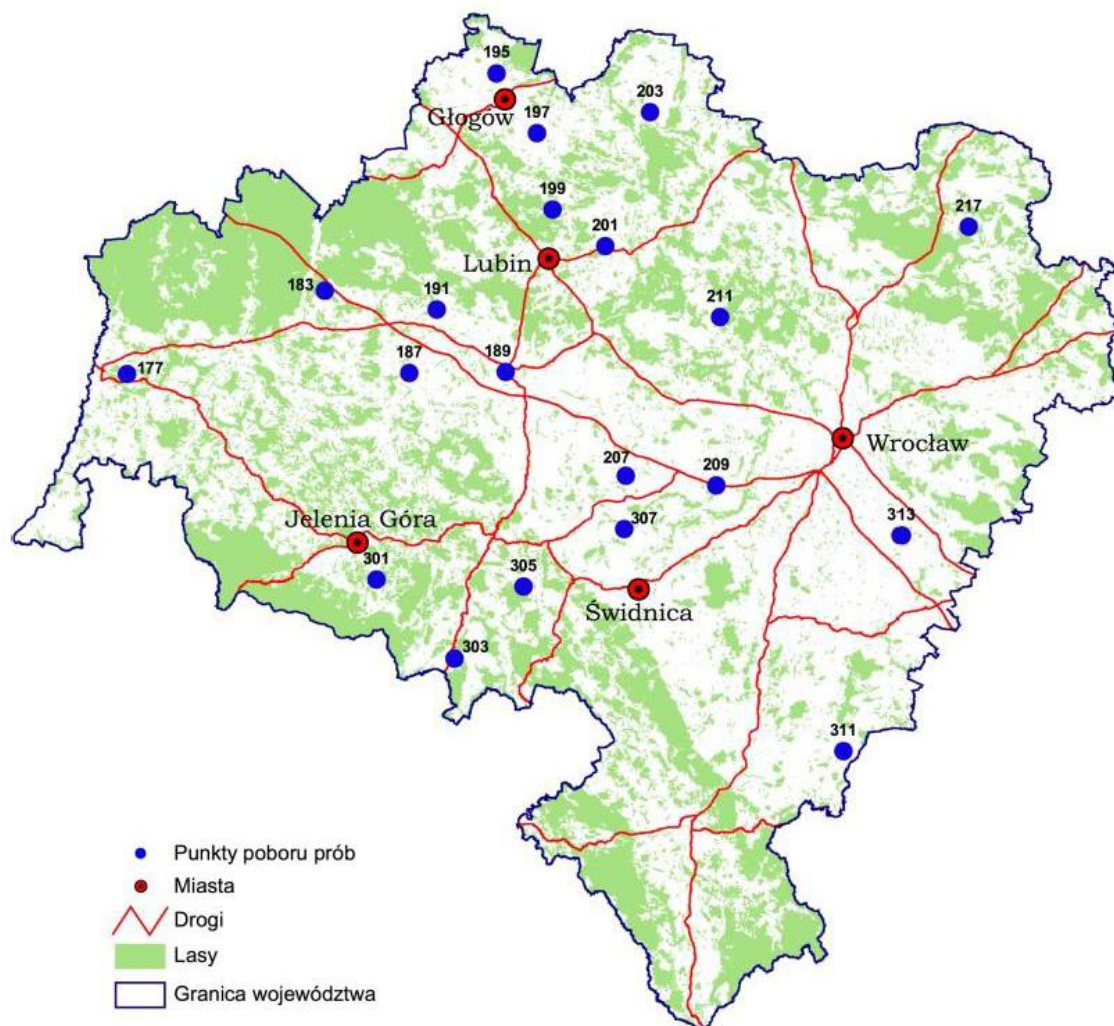 195
203
Głogów
197
217
199
201
Lubin
183
191
211
177
187
189
Wrocław
207
209
Jelenia Góra
307
313
301
305
Świdnica
303
311
Punkty poboru prób
Miasta
Drogi
Lasy
Granica województwa